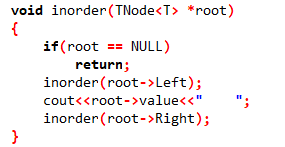 void inorder(TNode<T> *root)
{
    if(root == NULL)
        return;
    inorder(root->Left);
    cout<<root->value<<"    ";
    inorder(root->Right);
}